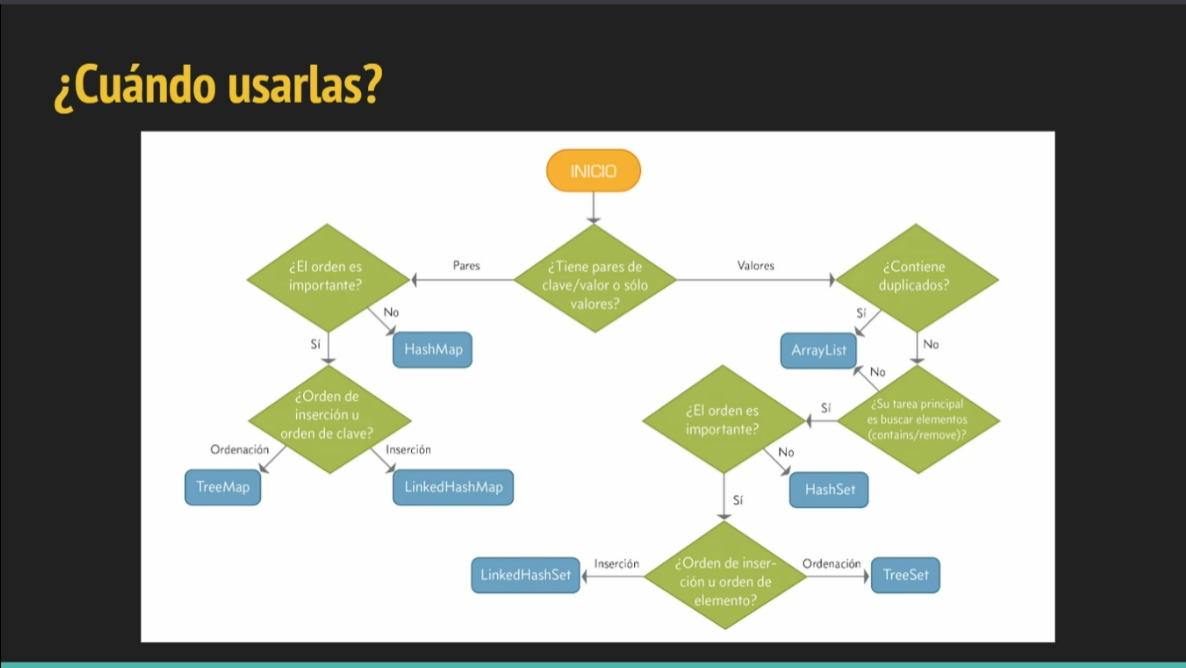 ¿Cuándo usarlas?
INICIO
¿El orden es
importante?
Pares
¿Tiene pares de
clave/valor o sólo
valores?
Valores
¿Contiene
duplicados?
No
Sí
HashMap
Sí
ArrayList
No
No
¿Orden de
inserción u
orden de clave?
¿El orden es
importante?
Sí
¿Su tarea principal
es buscar elementos
(contains/remove)?
Ordenación
Inserción
No
TreeMap
LinkedHashMap
HashSet
Sí
LinkedHashSet
Inserción
¿Orden de inser-
ción u orden de
elemento?
Ordenación
TreeSet